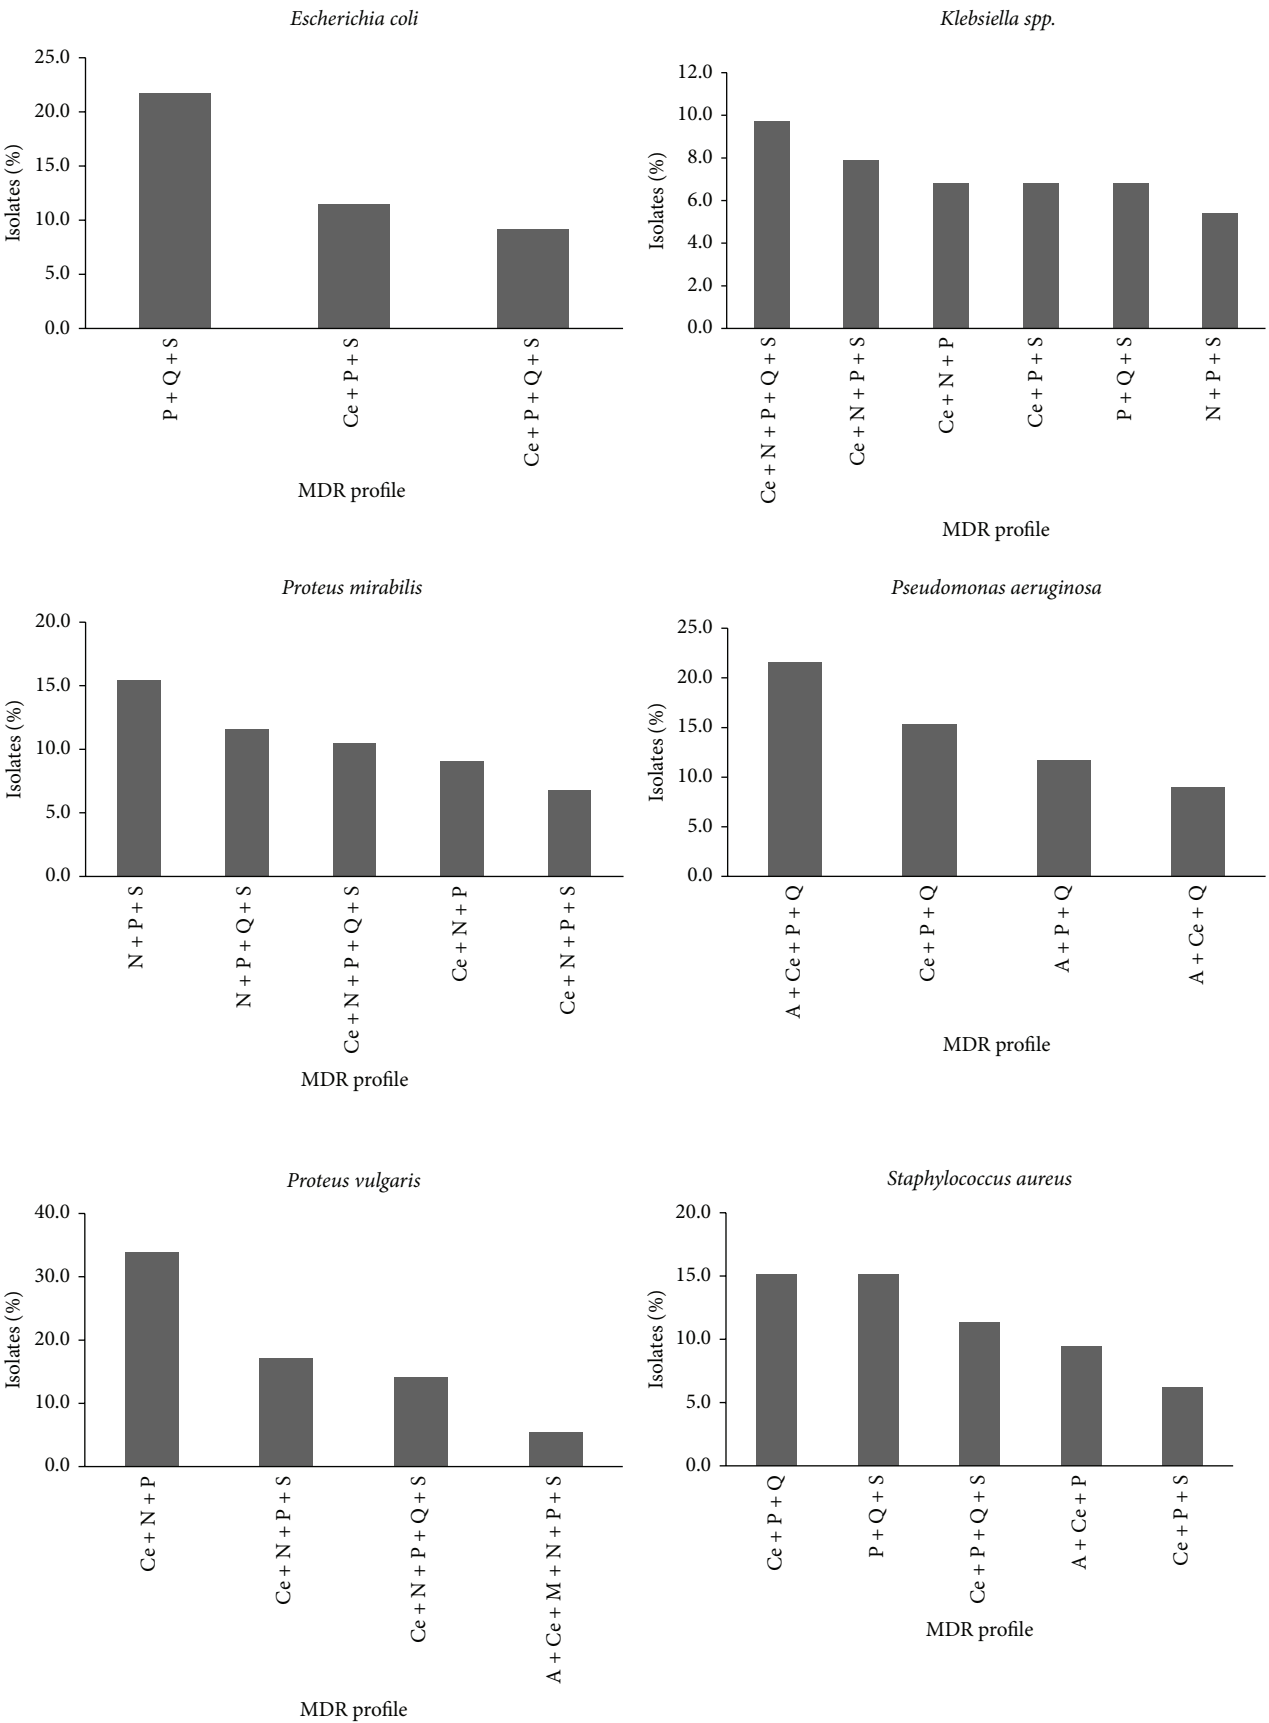 Escherichia coli
25.0
20.0
15.0
10.0
5.0
0.0
Isolates (%)
P + Q + S
Ce + P + S
Ce + P + Q + S
MDR profile
Klebsiella spp.
12.0
10.0
8.0
6.0
4.0
2.0
0.0
Isolates (%)
Ce + N + P + Q + S
Ce + N + P + S
Ce + N + P
Ce + P + S
P + Q + S
N + P + S
MDR profile
Proteus mirabilis
20.0
15.0
10.0
5.0
0.0
Isolates (%)
N + P + S
N + P + Q + S
Ce + N + P + Q + S
Ce + N + P
Ce + N + P + S
MDR profile
Pseudomonas aeruginosa
25.0
20.0
15.0
10.0
5.0
0.0
Isolates (%)
A + Ce + P + Q
Ce + P + Q
A + P + Q
A + Ce + Q
MDR profile
Proteus vulgaris
40.0
30.0
20.0
10.0
0.0
Isolates (%)
Ce + N + P
Ce + N + P + S
Ce + N + P + Q + S
A + Ce + M + N + P + S
MDR profile
Staphylococcus aureus
20.0
15.0
10.0
5.0
0.0
Isolates (%)
Ce + P + Q
P + Q + S
Ce + P + Q + S
A + Ce + P
Ce + P + S
MDR profile